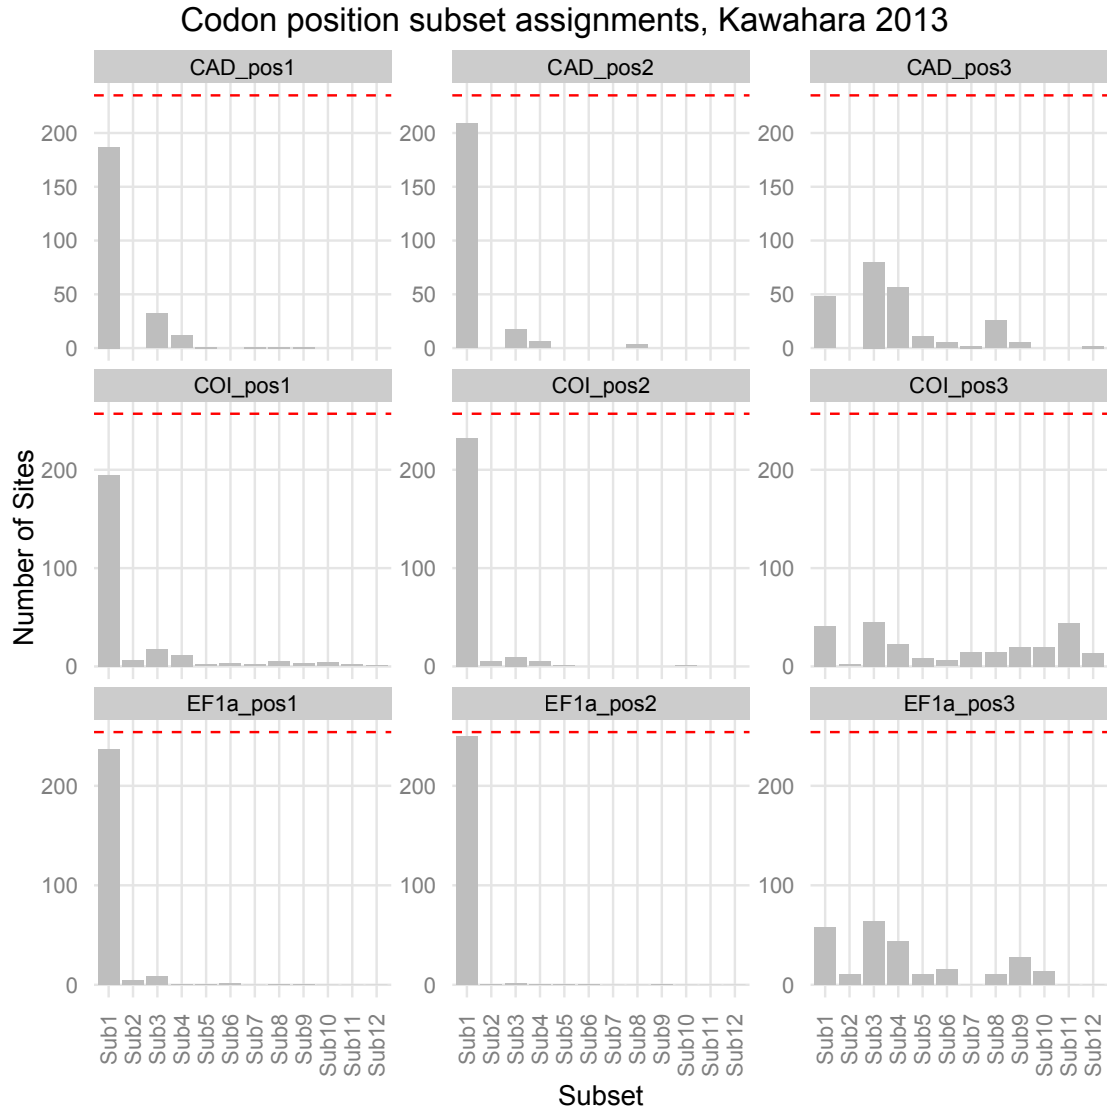 Codon position subset assignments, Kawahara 2013
CAD_pos1 CAD_pos2 CAD_pos3
200 200 200
150 150 150
100 100 100
50 50 50
0 0 0
COI_pos1 COI_pos2 COI_pos3
200 200 200
100 100 100
0 0 0
Number of Sites
EF1a_pos1 EF1a_pos2 EF1a_pos3
200 200 200
100 100 100
0 0 0
Sub1 Sub2 Sub3 Sub4 Sub5 Sub6 Sub7 Sub8 Sub9 Sub10 Sub11 Sub12 Sub1 Sub2 Sub3 Sub4 Sub5 Sub6 Sub7 Sub8 Sub9 Sub10 Sub11 Sub12 Sub1 Sub2 Sub3 Sub4 Sub5 Sub6 Sub7 Sub8 Sub9 Sub10 Sub11 Sub12
Subset